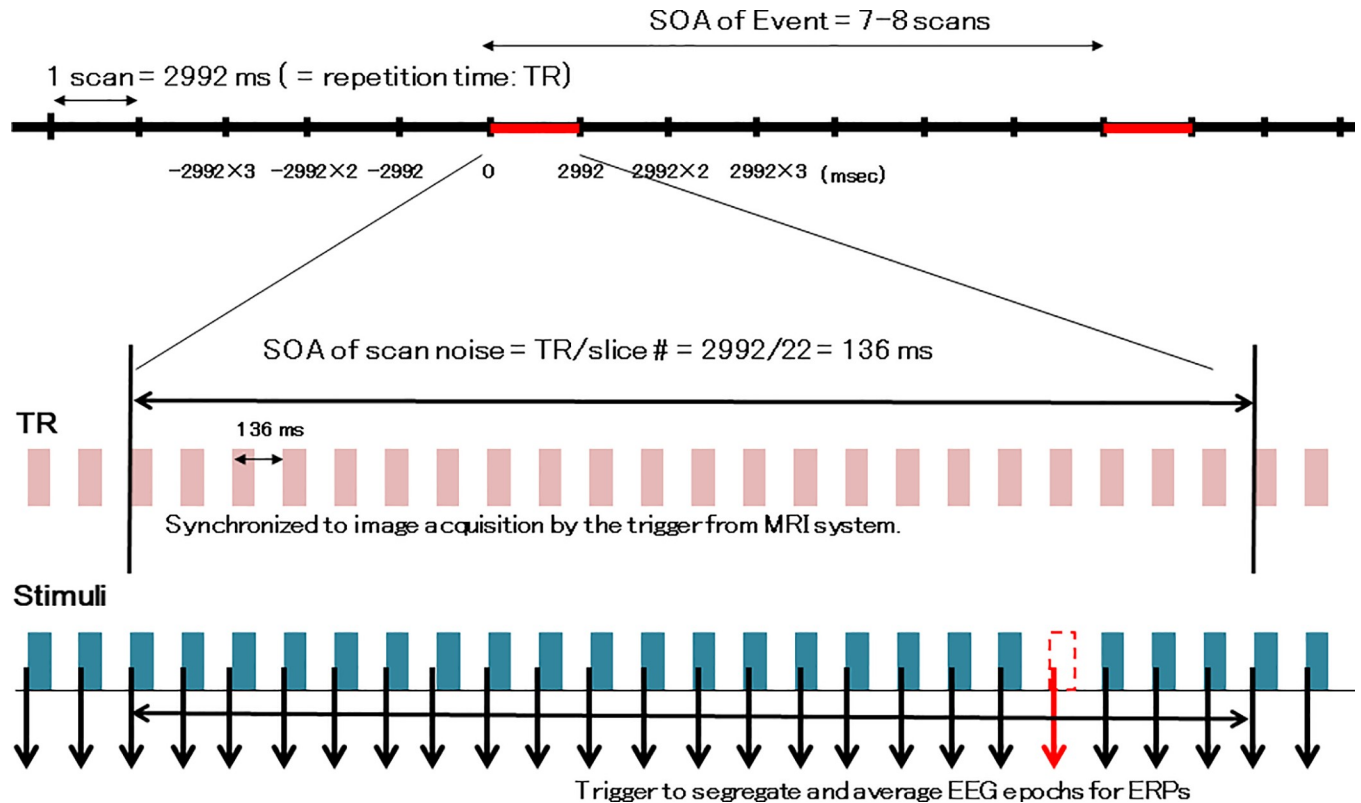 SOA of Event = 7-8 scans
1 scan = 2992 ms ( = repetition time: TR)
-2992×3 -2992×2 -2992 0 2992 2992×2 2992×3 (msec)
SOA of scan noise = TR/slice # = 2992/22 = 136 ms
TR
136 ms
Synchronized to image acquisition by the trigger from MRI system.
Stimuli
Trigger to segregate and average EEG epochs for ERPs